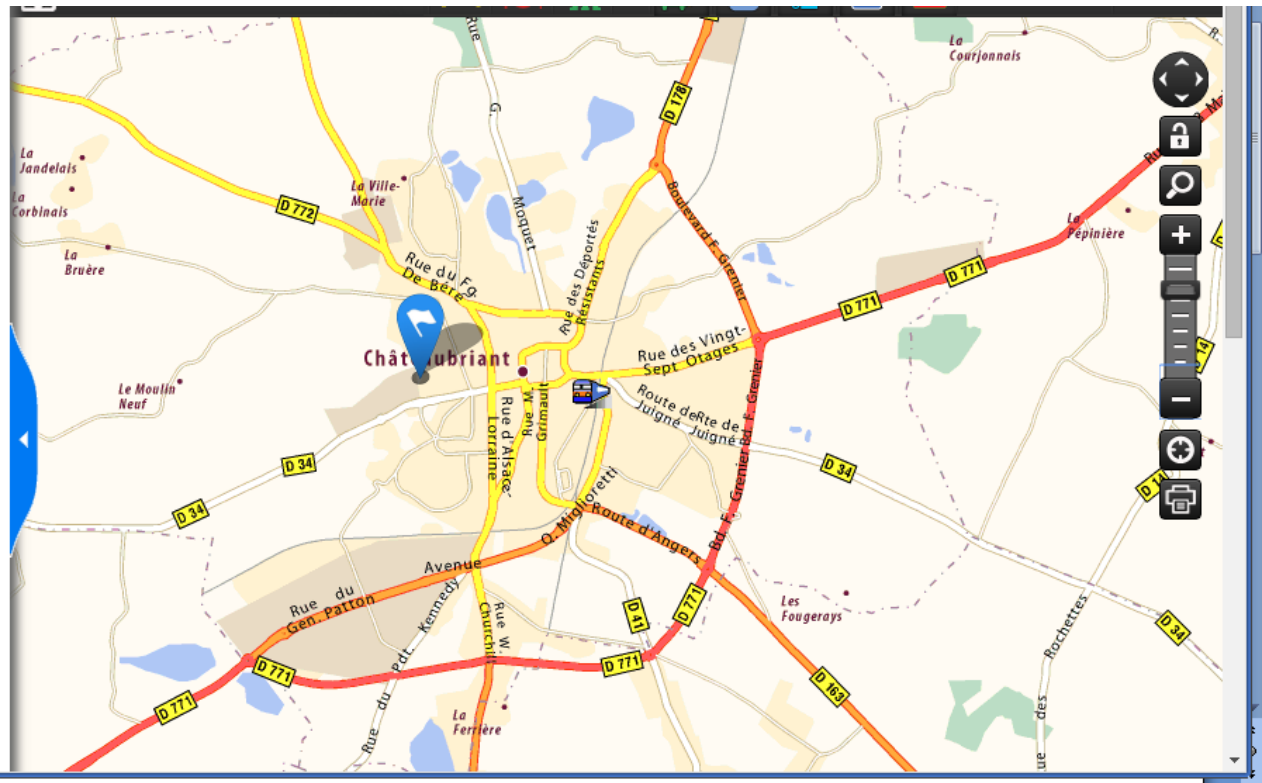 Rue
G.
Moquet
D 178
La
Courjonnais
R.
La
Jandelais
La
Corbinais
La
Bruère
La Ville-
Marie
D 772
Rue du Fg.
De Béré
Rue des Déportés
Résistants
Boulevard F. Grenier
La
Pépinière
D 771
D 771
Rue des Vingt-
Sept Otages
Le Moulin
Neuf
Rue M.
Grimault
Route de
Juigné
Rte de
Juigné
Rue d'Alsace-
Lorraine
Bd. F. Grenier
Bd. F. Grenier
D 34
D 34
D 34
D 34
Q. Miglioretti
Route d'Angers
Avenue
Rue du
Gen. Patton
Rue du Pdt. Kennedy
Rue W.
Churchill
D 41
D 771
D 771
D 771
D 771
D 163
Les
Fougerays
La
Ferrière
Rochettes
des